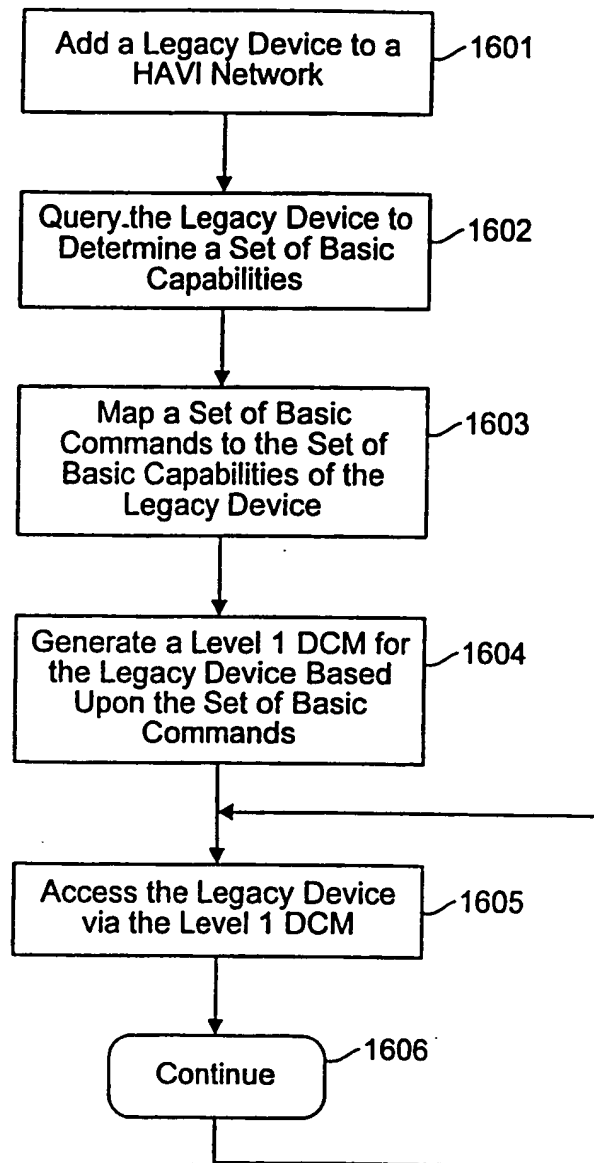 Add a Legacy Device to a
HAVI Network
1601
Query the Legacy Device to
Determine a Set of Basic
Capabilities
1602
Map a Set of Basic
Commands to the Set of
Basic Capabilities of the
Legacy Device
1603
Generate a Level 1 DCM for
the Legacy Device Based
Upon the Set of Basic
Commands
1604
Access the Legacy Device
via the Level 1 DCM
1605
Continue
1606